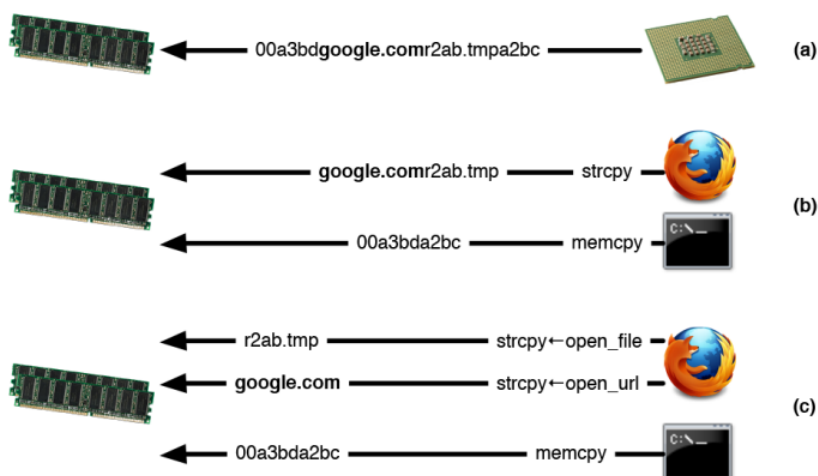 00a3bdgoogle.comr2ab.tmpa2bc (a)
google.comr2ab.tmp strcpy
(b)
00a3bda2bc memcpy
C:\_
r2ab.tmp strcpy←open_file
google.com strcpy←open_url
(c)
00a3bda2bc memcpy
C:\_